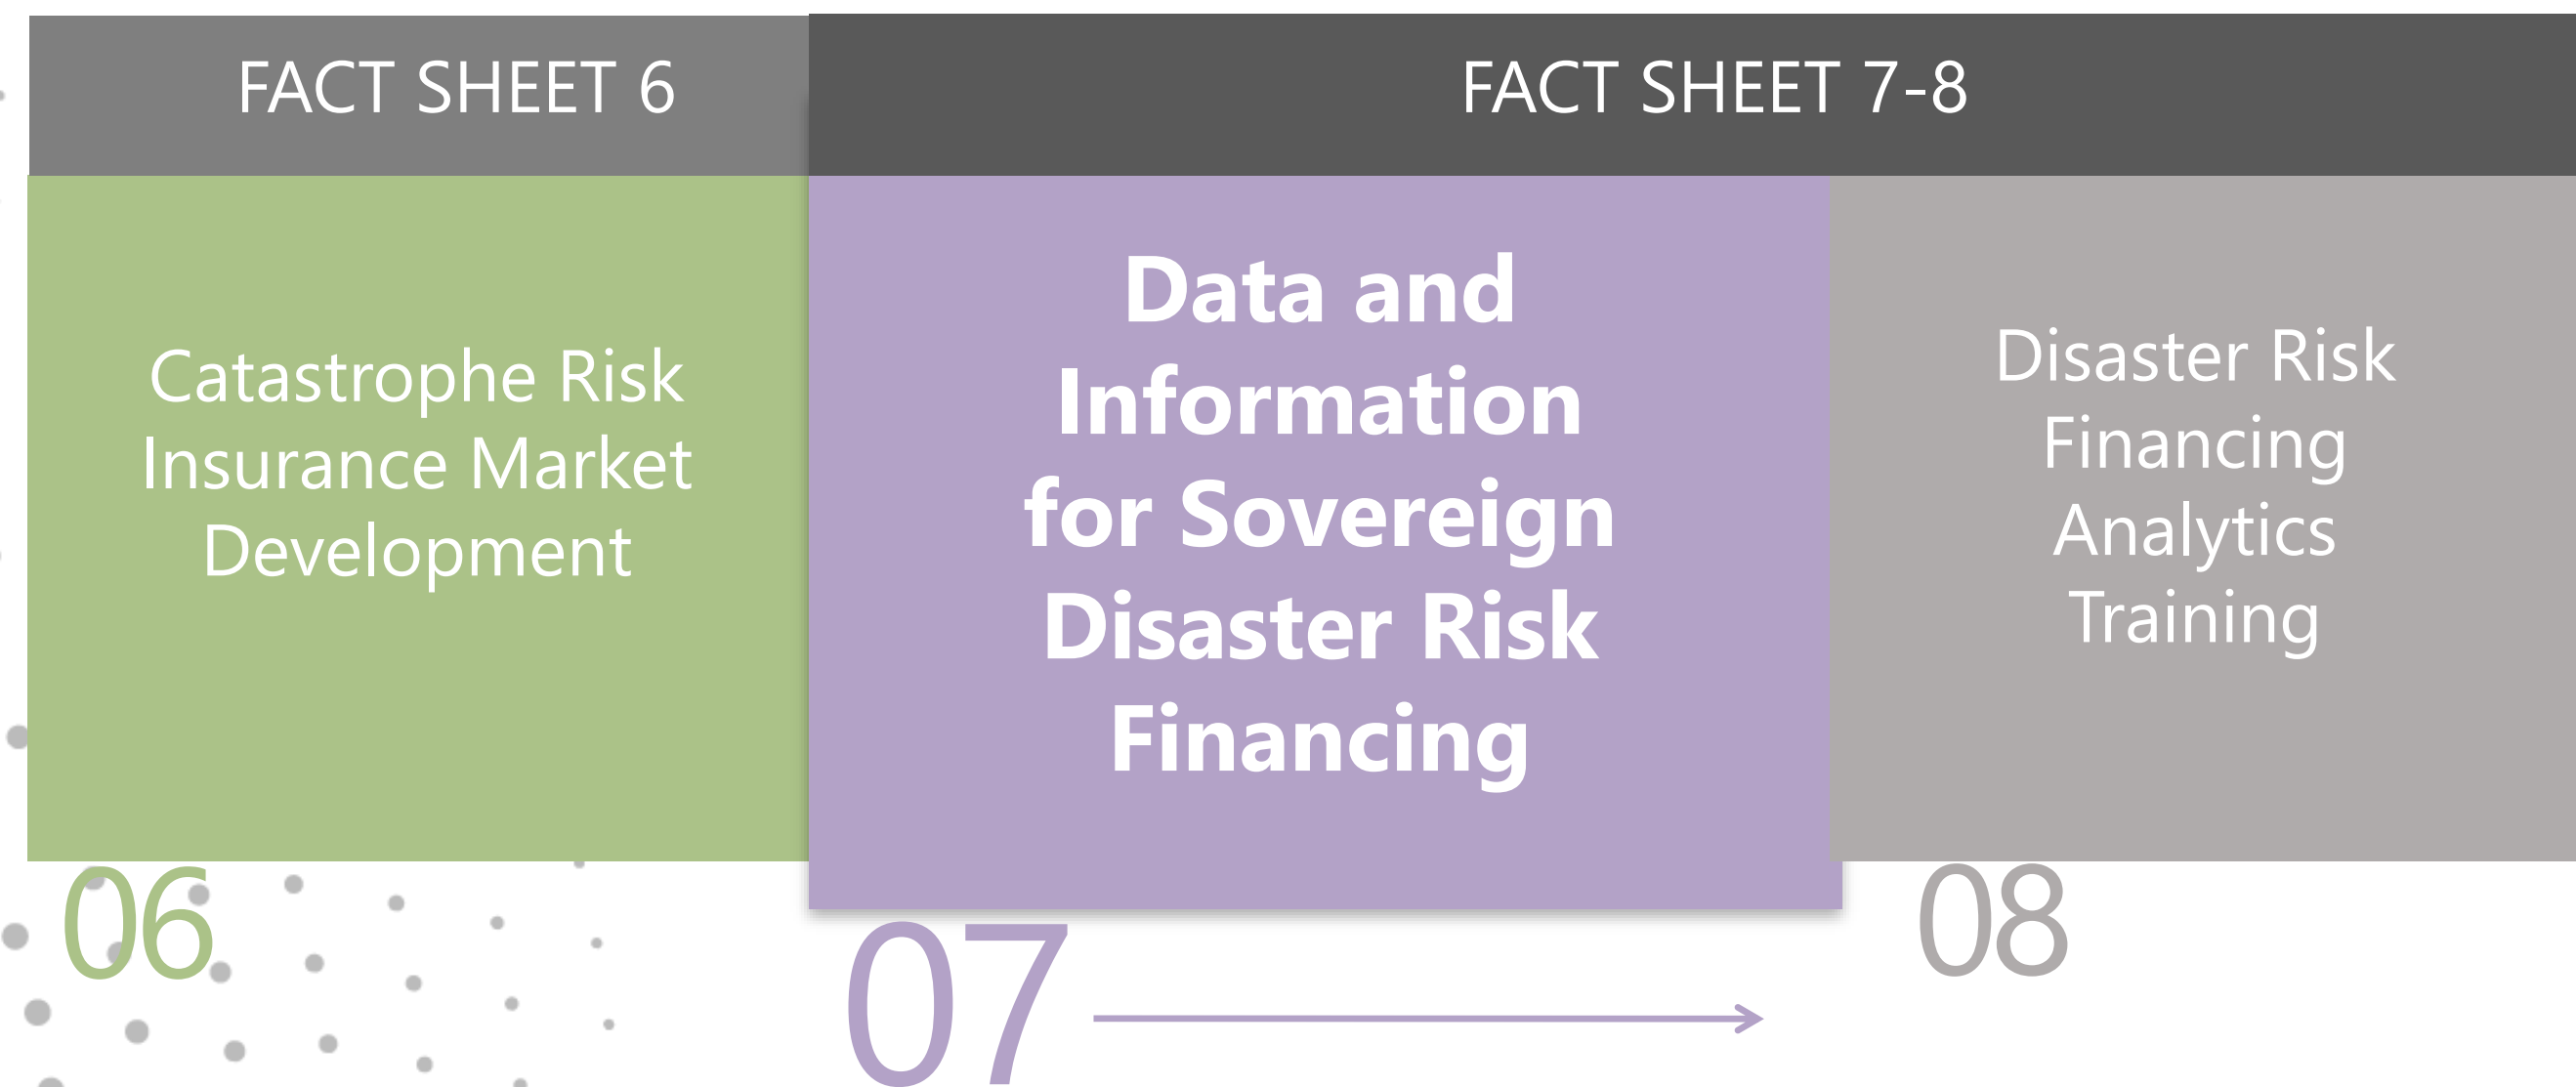 FACT SHEET 6
FACT SHEET 7-8
Catastrophe Risk
Insurance Market
Development
06
Data and
Information
for Sovereign
Disaster Risk
Financing
07
Disaster Risk
Financing
Analytics
Training
08